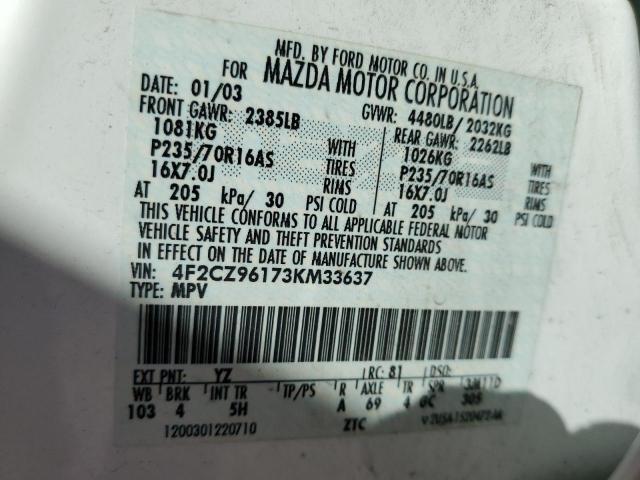 MFD. BY FORD MOTOR CO. IN U.S.A.
FOR MAZDA MOTOR CORPORATION
DATE: 01/03 GVWR: 4480LB/ 2032KG
FRONT GAWR: 2385LB REAR GAWR: 2262LB
1081KG WITH 1026KG WITH
P235/70R16AS TIRES P235/70R16AS TIRES
16X7.0J RIMS 16X7.0J RIMS
AT 205 kPa/ 30 PSI COLD AT 205 kPa/ 30 PSI COLD
THIS VEHICLE CONFORMS TO ALL APPLICABLE FEDERAL MOTOR
VEHICLE SAFETY AND THEFT PREVENTION STANDARDS
IN EFFECT ON THE DATE OF MANUFACTURE SHOWN ABOVE.
VIN: 4F2CZ96173KM33637
TYPE: MPV
EXT PNT: YZ RC: 81 DSO:
WB BRK INT TR TP/PS R AXLE TR SPR
103 4 5H A 69 4 GC 305
1200301220710 ZTC